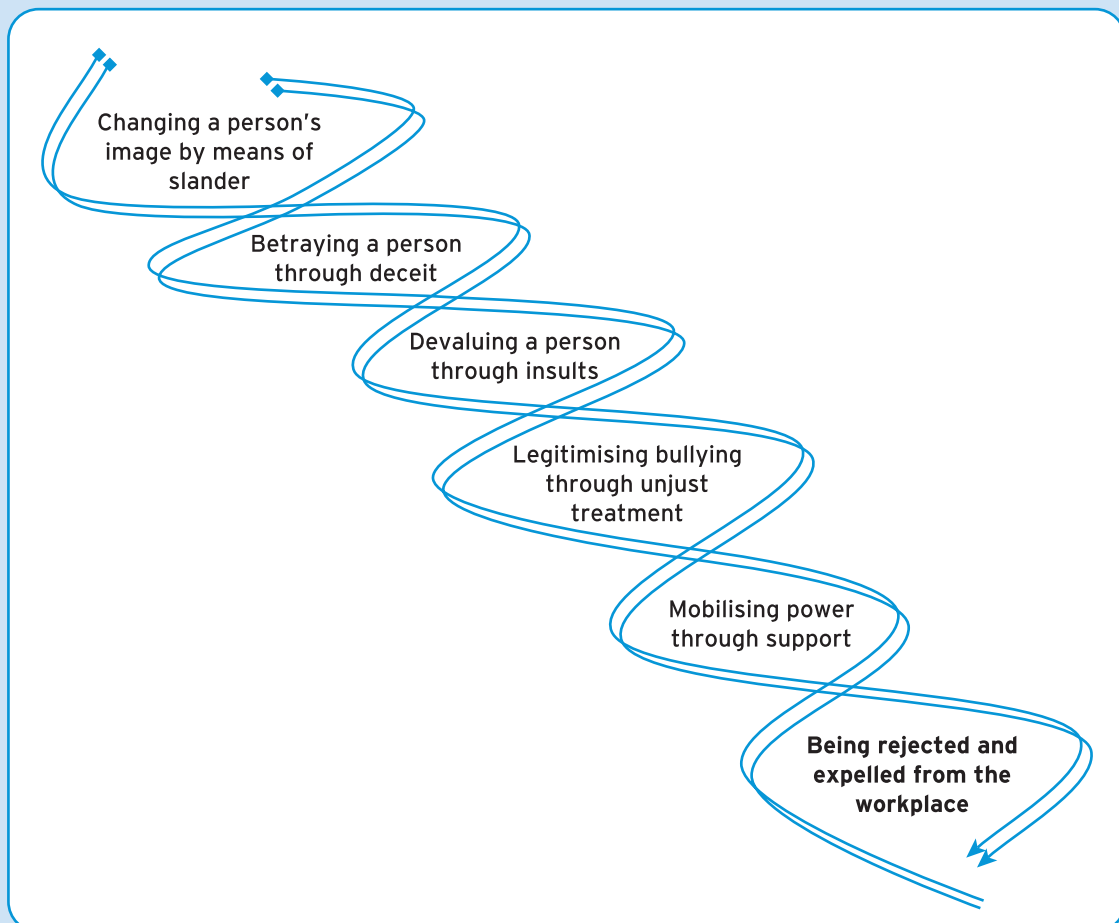 Changing a person's
image by means of
slander
Betraying a person
through deceit
Devaluing a person
through insults
Legitimising bullying
through unjust
treatment
Mobilising power
through support
Being rejected and
expelled from the
workplace